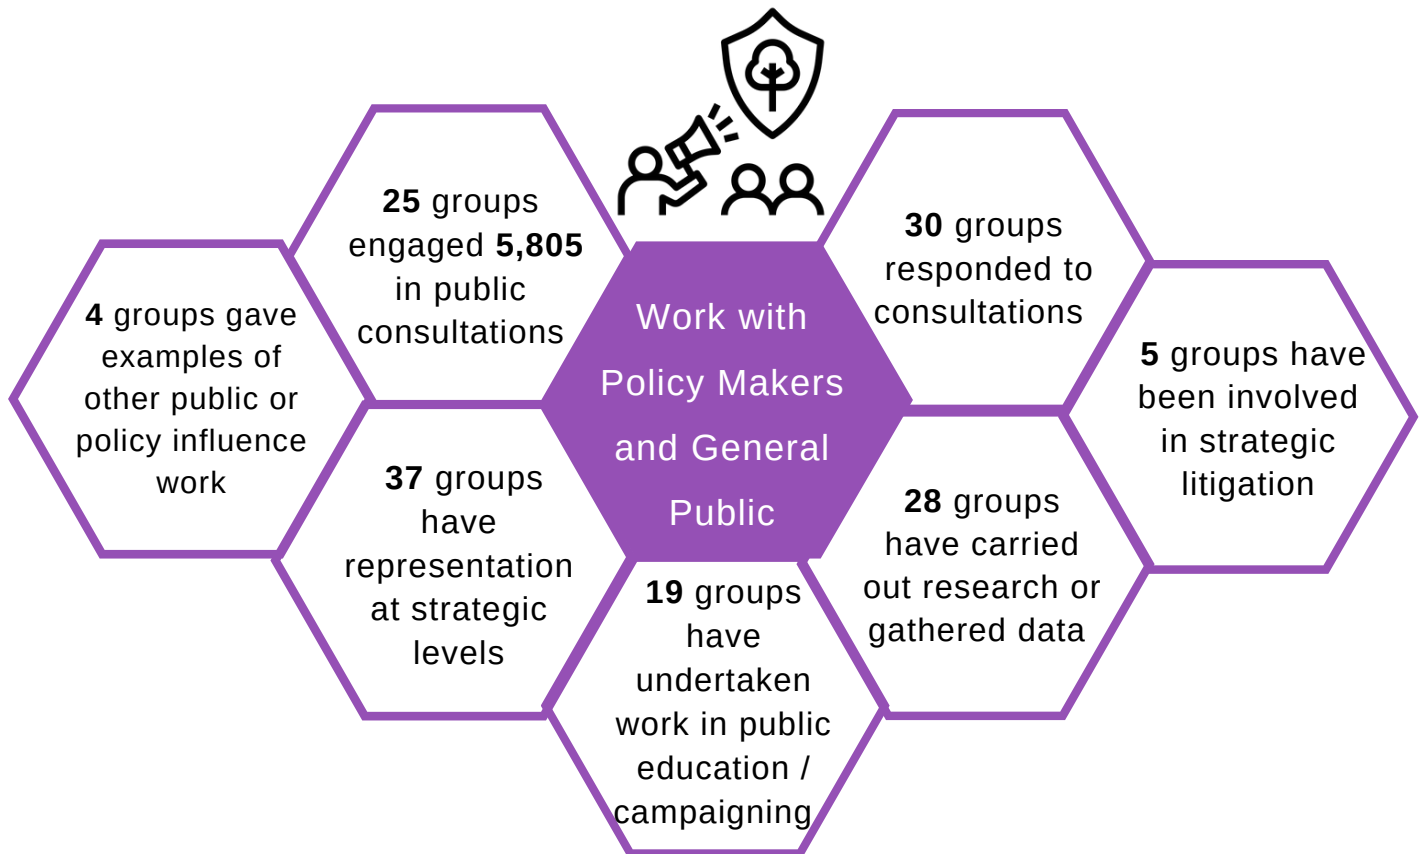 25 groups
engaged 5,805
in public
consultations
30 groups
responded to
consultations
4 groups gave
examples of
other public or
policy influence
work
Work with
Policy Makers
and General
Public
5 groups have
been involved
in strategic
litigation
37 groups
have
representation
at strategic
levels
28 groups
have carried
out research or
gathered data
19 groups
have
undertaken
work in public
education /
campaigning